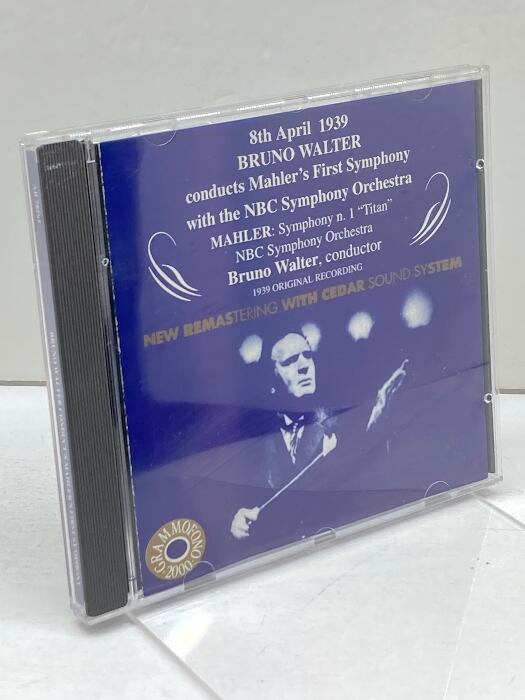 8th April 1939
BRUNO WALTER
conducts Mahler's First Symphony
with the NBC Symphony Orchestra
MAHLER: Symphony n. 1 "Titan"
NBC Symphony Orchestra
Bruno Walter, conductor
1939 ORIGINAL RECORDING
NEW REMASTERING WITH CEDAR SOUND SYSTEM
GRAMMOFONO
2000